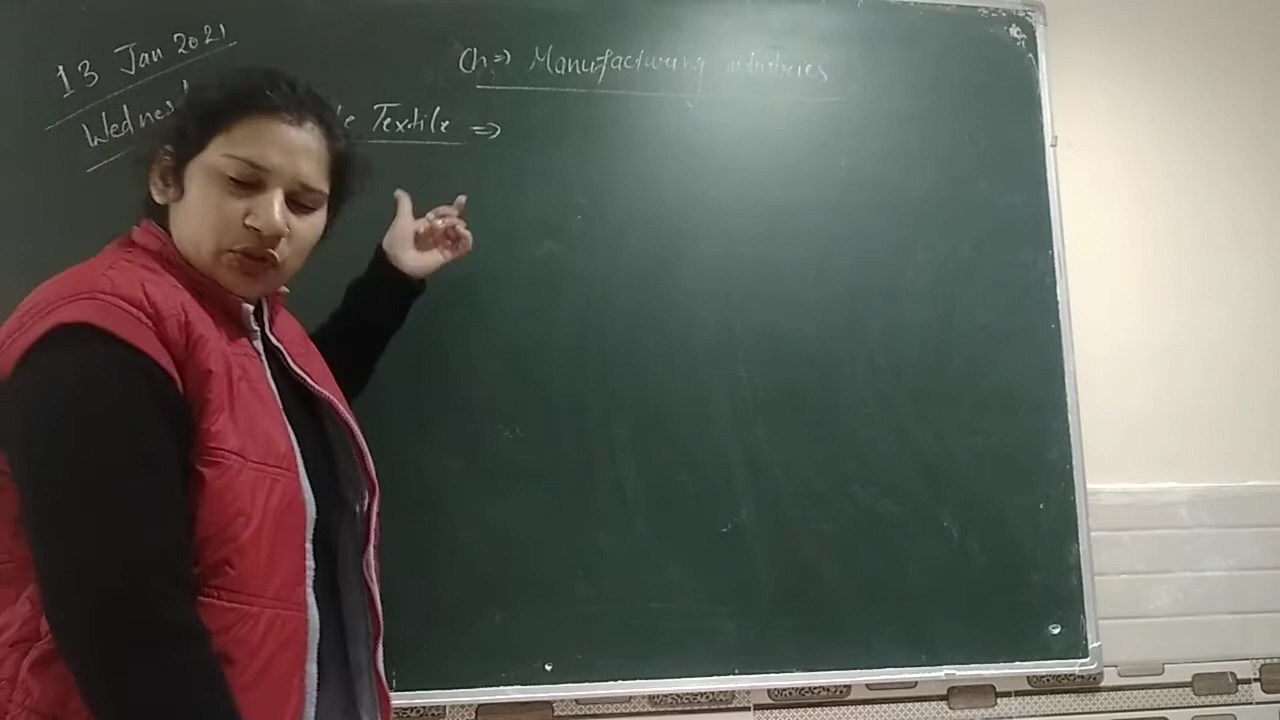 13 Jan 2021
Ch⇒ Manufacturing industries
Textile ⇒